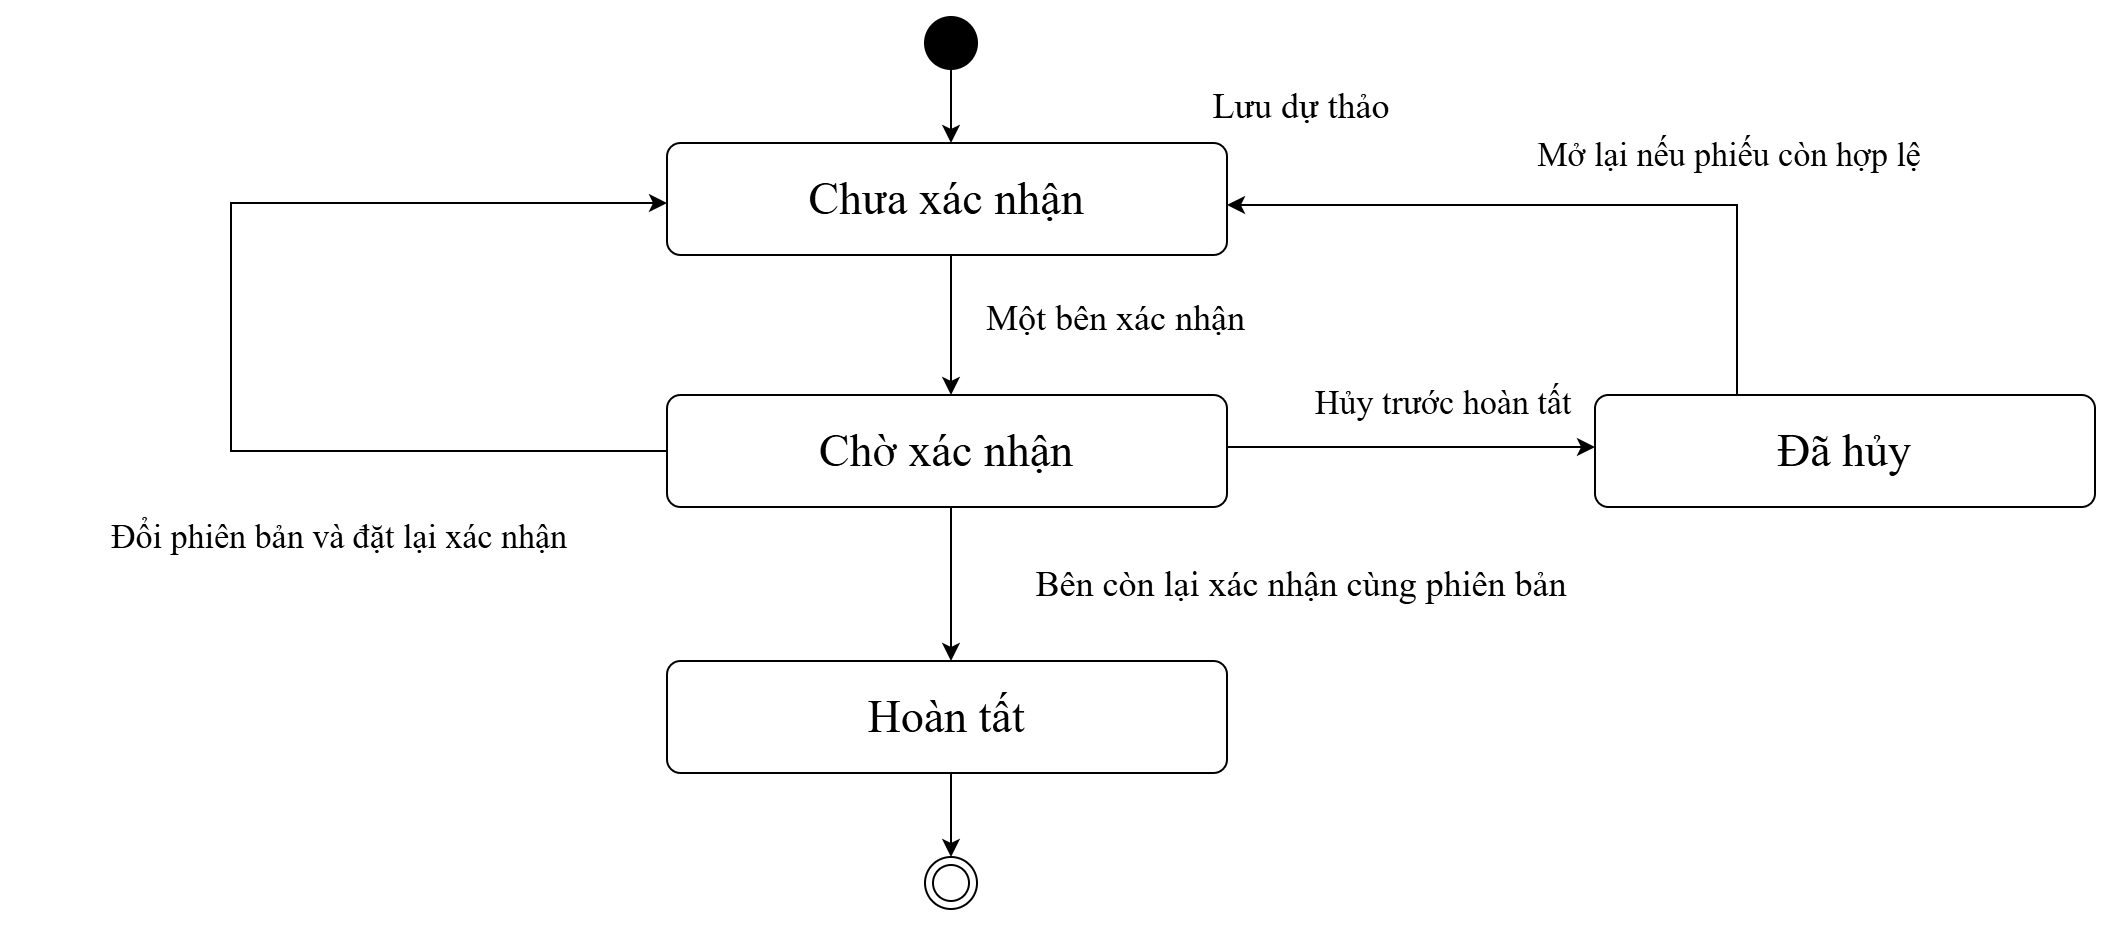 Lưu dự thảo
Mở lại nếu phiếu còn hợp lệ
Chưa xác nhận
Một bên xác nhận
Hủy trước hoàn tất
Chờ xác nhận
Đã hủy
Đổi phiên bản và đặt lại xác nhận
Bên còn lại xác nhận cùng phiên bản
Hoàn tất